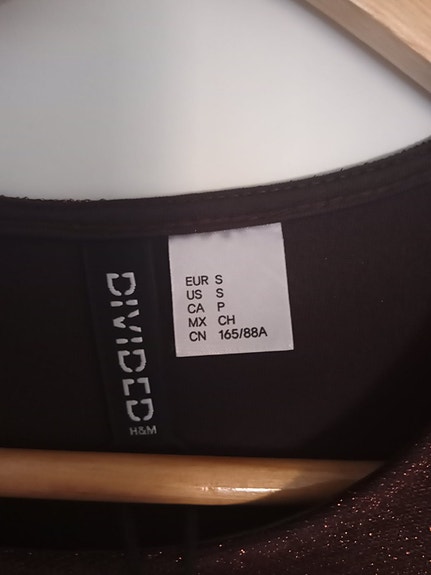 DIVIDED
H&M
EUR S
US S
CA P
MX CH
CN 165/88A